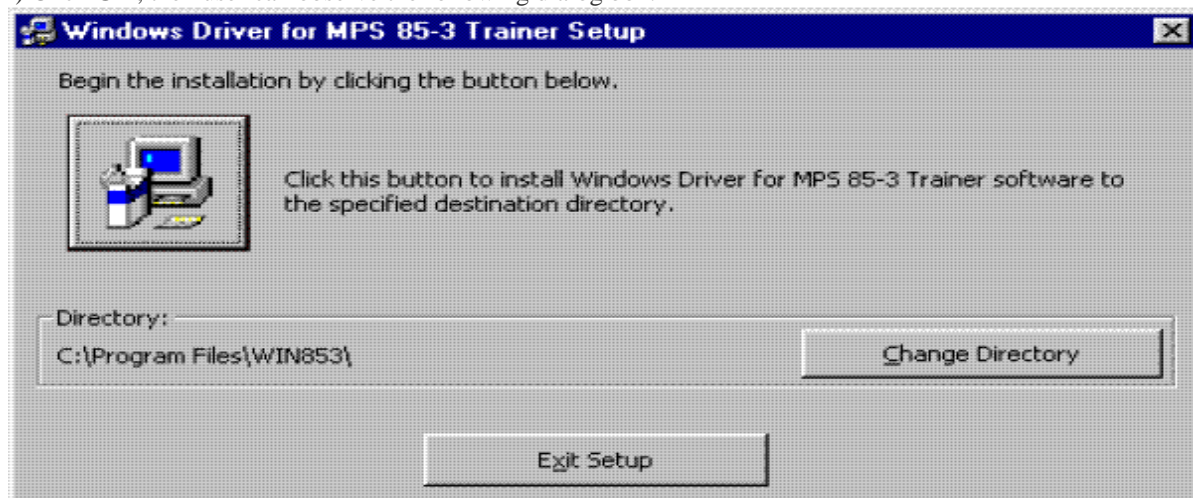 Windows Driver for MPS 85-3 Trainer Setup
Begin the installation by clicking the button below.
Click this button to install Windows Driver for MPS 85-3 Trainer software to
the specified destination directory.
Directory:
C:\Program Files\WIN853\
Change Directory
Exit Setup